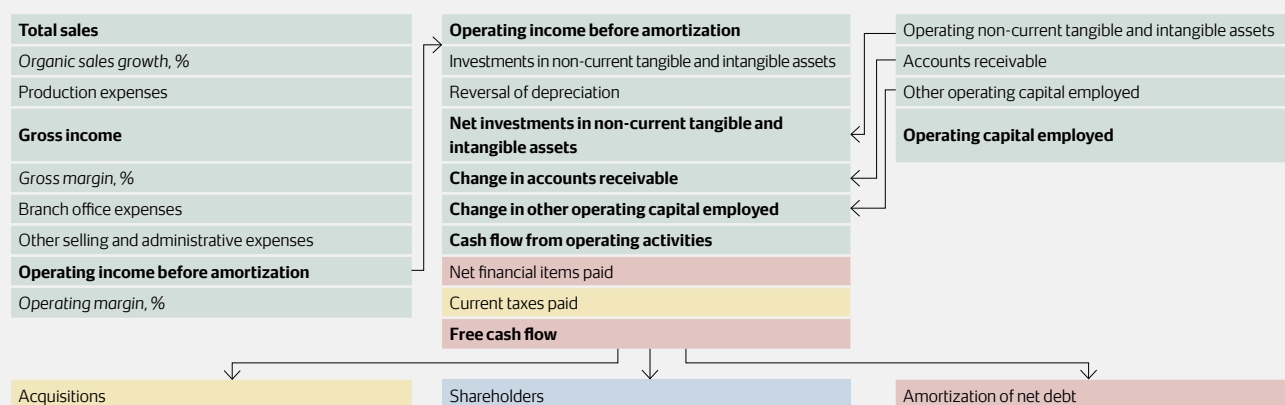 Total sales
Organic sales growth, %
Production expenses
Gross income
Gross margin, %
Branch office expenses
Other selling and administrative expenses
Operating income before amortization
Operating margin, %
Operating income before amortization
Investments in non-current tangible and intangible assets
Reversal of depreciation
Net investments in non-current tangible and
intangible assets
Change in accounts receivable
Change in other operating capital employed
Cash flow from operating activities
Net financial items paid
Current taxes paid
Free cash flow
Operating non-current tangible and intangible assets
Accounts receivable
Other operating capital employed
Operating capital employed
Acquisitions
Shareholders
Amortization of net debt